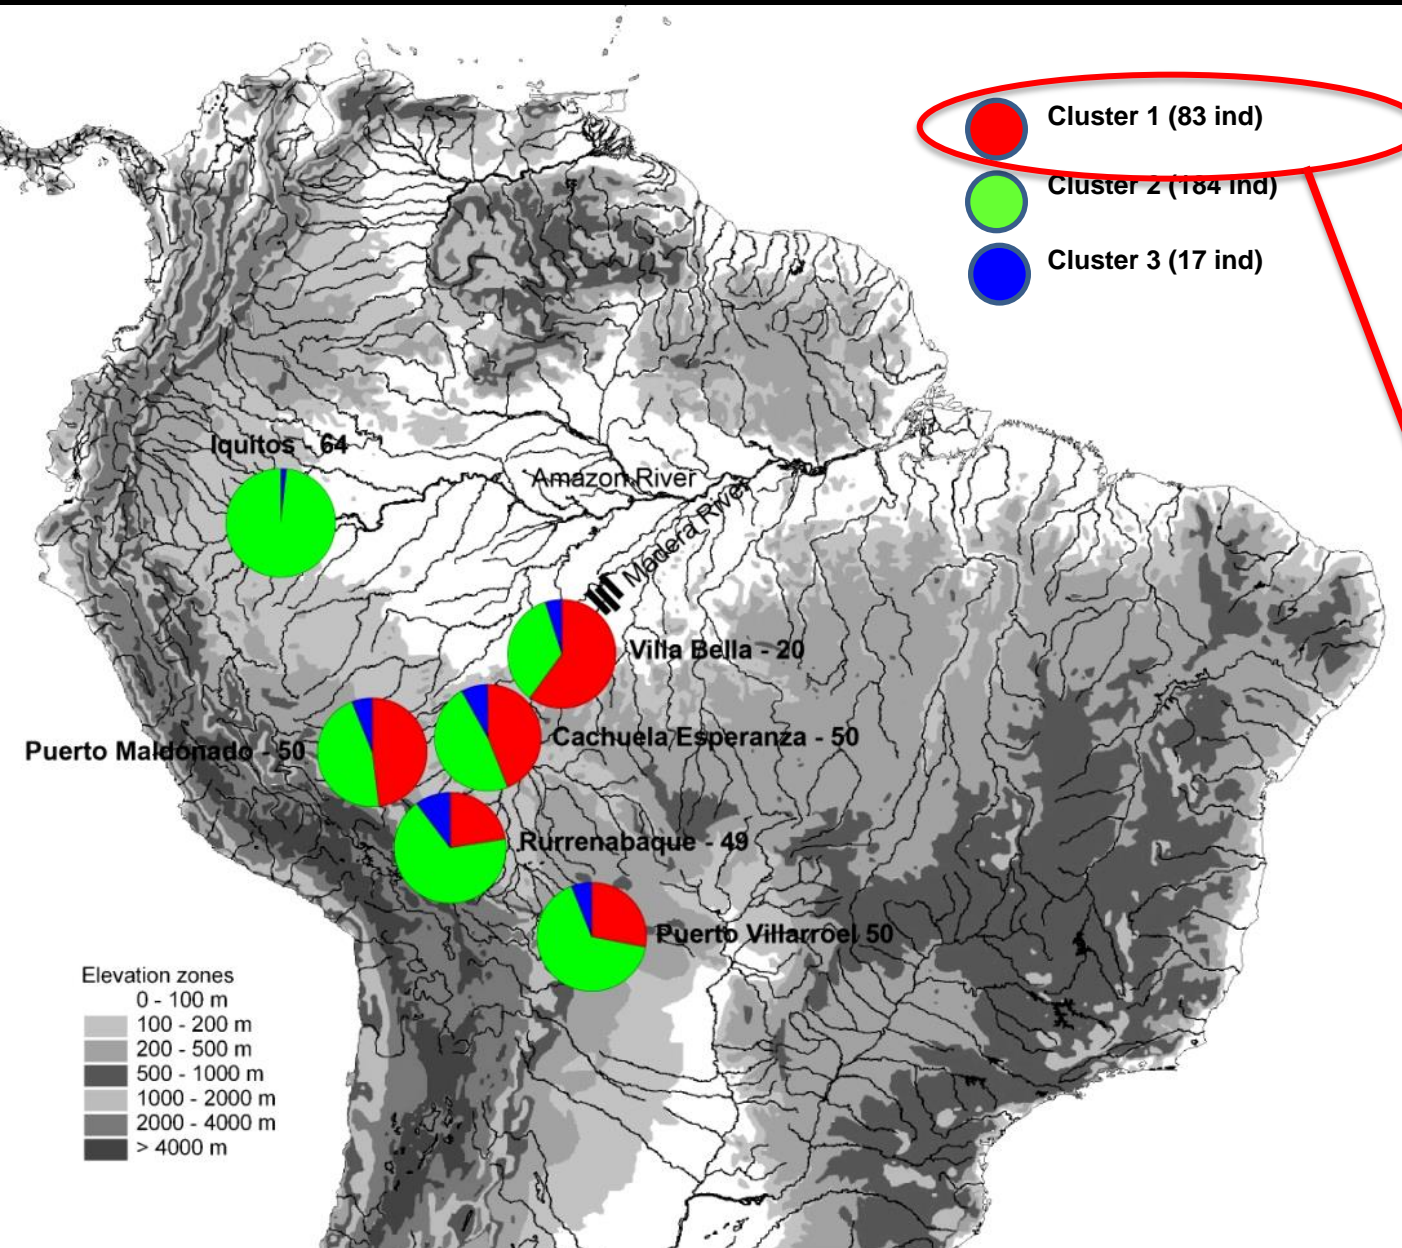 Cluster 1 (83 ind)
Cluster 2 (184 ind)
Cluster 3 (17 ind)
Iquitos - 64
Amazon River
Madera River
Villa Bella - 20
Cachuela Esperanza - 50
Puerto Maldonado - 50
Rurrenabaque - 49
Puerto Villarroel 50
Elevation zones
0 - 100 m
100 - 200 m
200 - 500 m
500 - 1000 m
1000 - 2000 m
2000 - 4000 m
> 4000 m